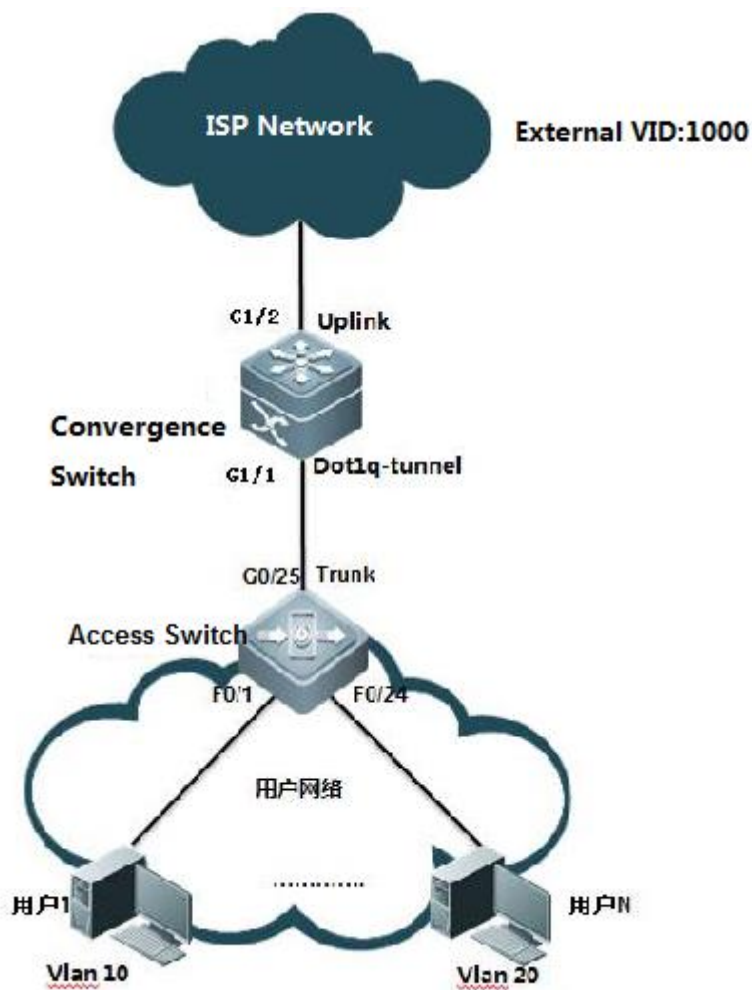 ISP Network
External VID:1000
G1/2
Uplink
Convergence
Switch
G1/1
Dot1q-tunnel
G0/25
Trunk
Access Switch
F0/1
F0/24
用户网络
.............
用户1
用户N
Vlan 10
Vlan 20